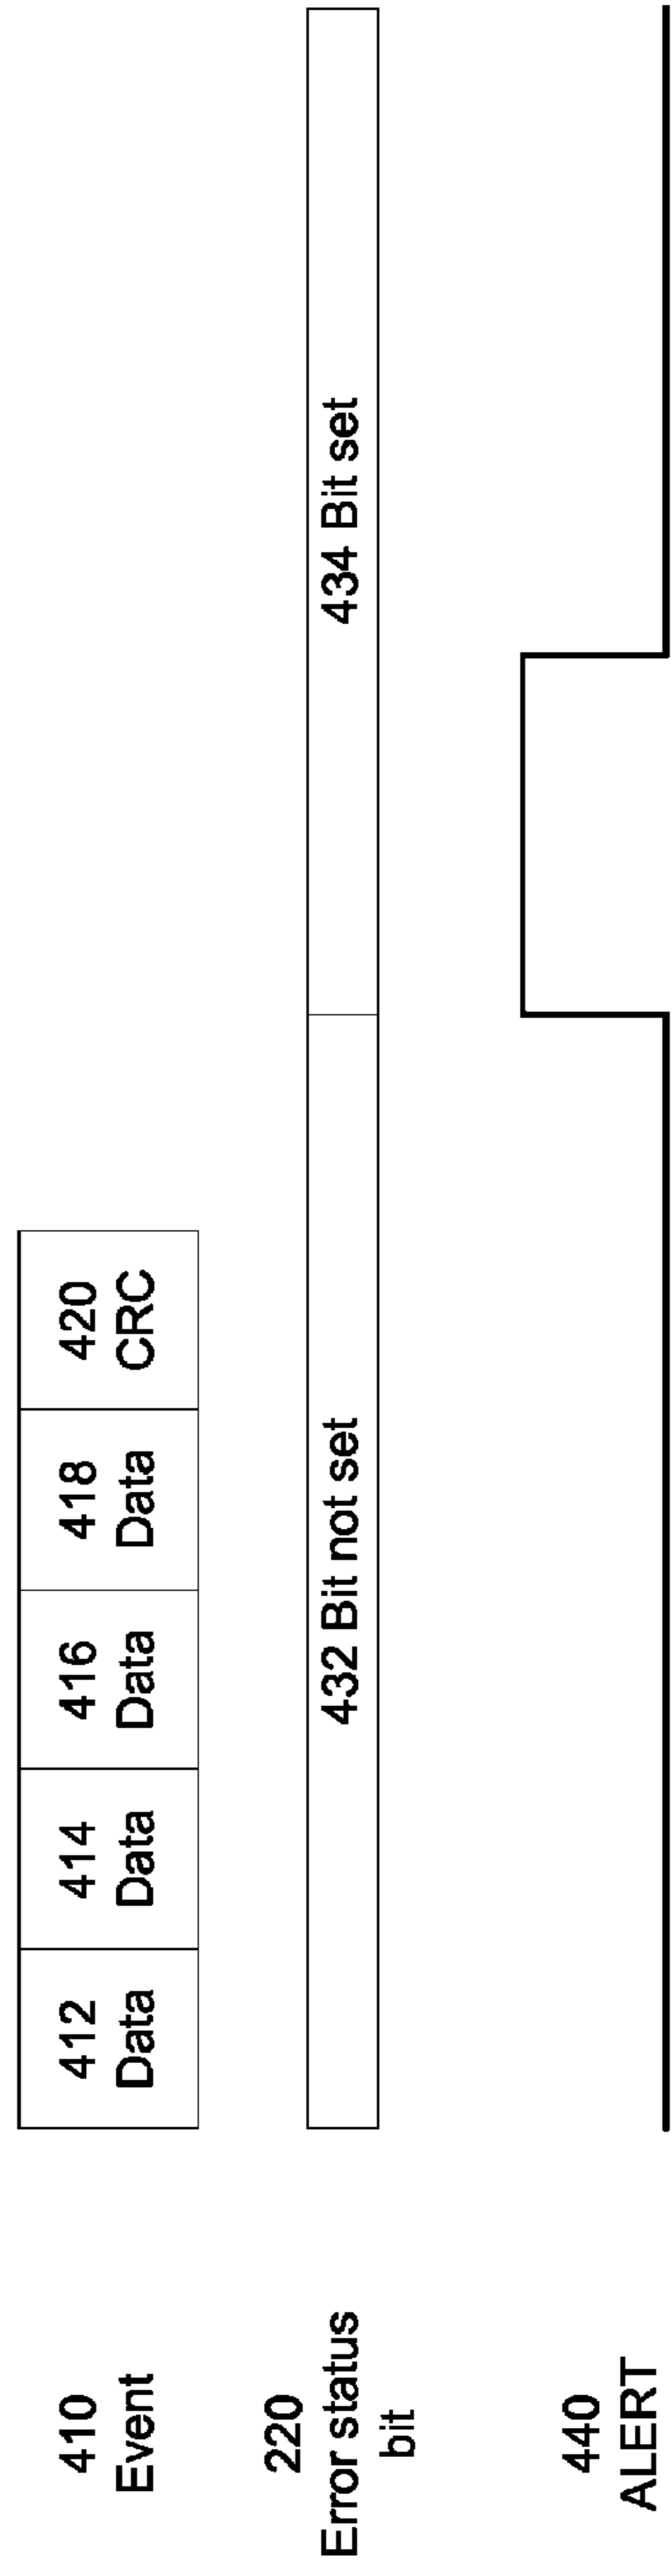 410
Event
412
Data
414
Data
416
Data
418
Data
420
CRC
220
Error status
bit
432 Bit not set
434 Bit set
440
ALERT